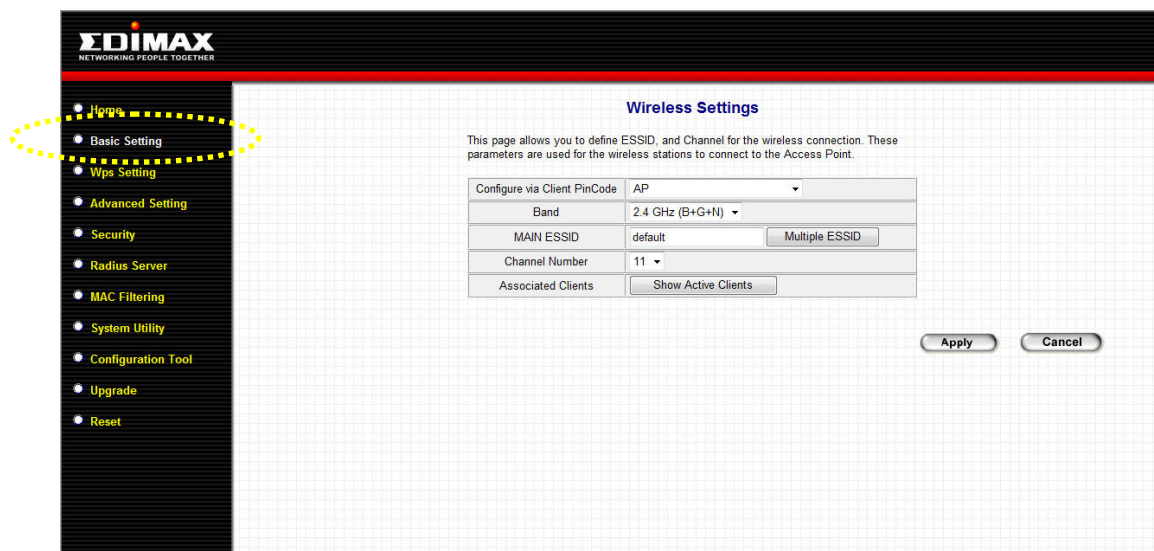 EDIMAX
NETWORKING PEOPLE TOGETHER
Home
Basic Setting
Wps Setting
Advanced Setting
Security
Radius Server
MAC Filtering
System Utility
Configuration Tool
Upgrade
Reset
Wireless Settings
This page allows you to define ESSID, and Channel for the wireless connection. These
parameters are used for the wireless stations to connect to the Access Point.
Configure via Client PinCode AP
Band 2.4 GHz (B+G+N)
MAIN ESSID default Multiple ESSID
Channel Number 11
Associated Clients Show Active Clients
Apply Cancel